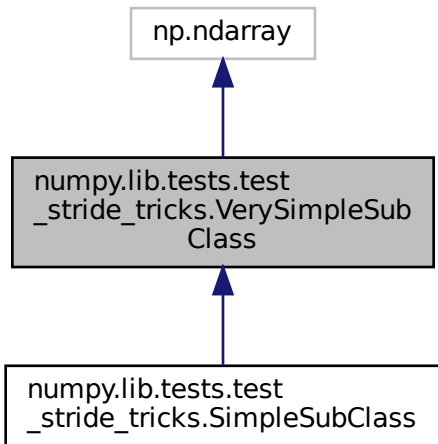 np.ndarray
numpy.lib.tests.test
_stride_tricks.VerySimpleSub
Class
numpy.lib.tests.test
_stride_tricks.SimpleSubClass